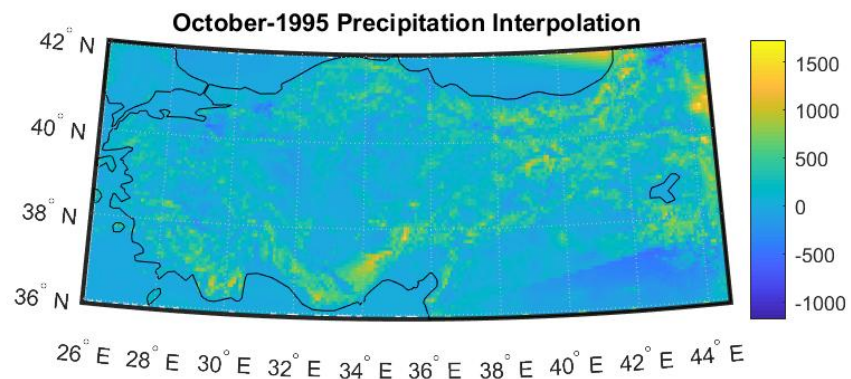 October-1995 Precipitation Interpolation
42° N
40° N
38° N
36° N
26° E 28° E 30° E 32° E 34° E 36° E 38° E 40° E 42° E 44° E
1500
1000
500
0
-500
-1000